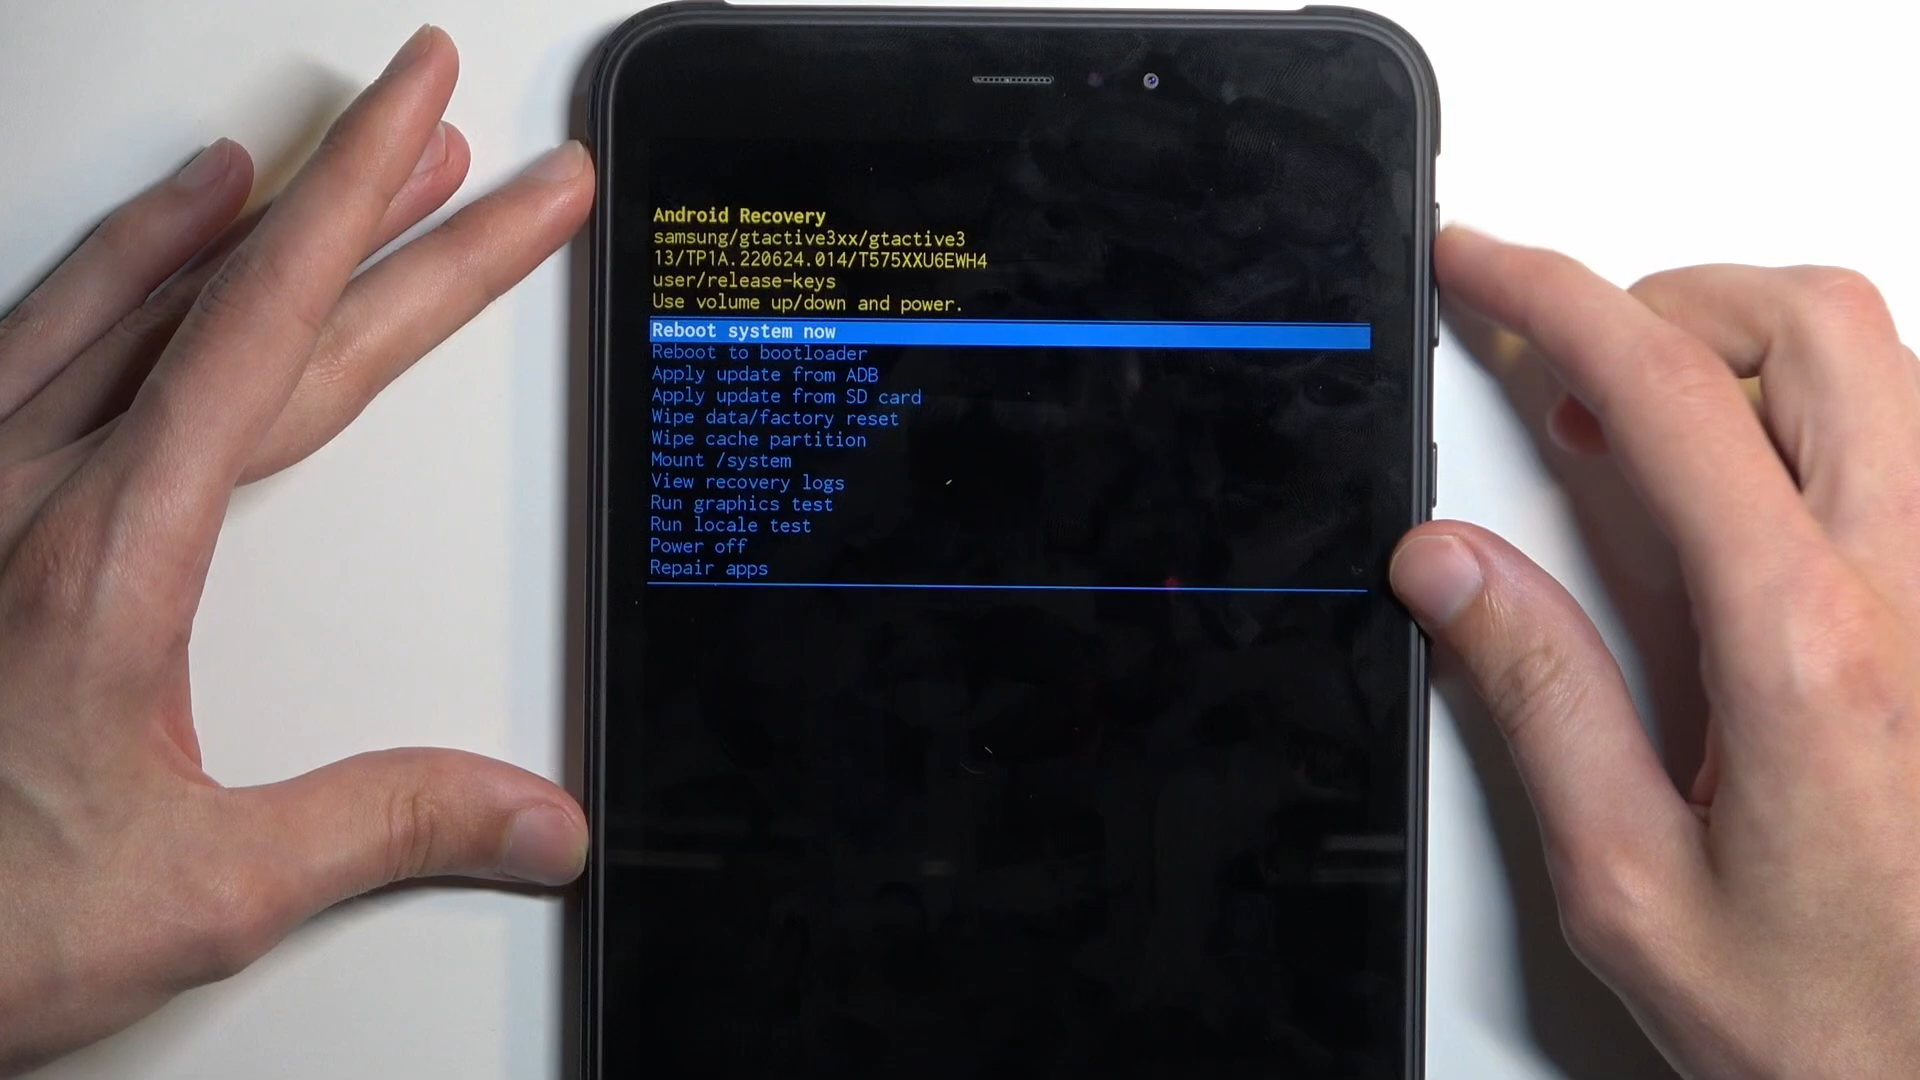 Android Recovery
samsung/gtactive3xx/gtactive3
13/TP1A.220624.014/T575XXU6EWH4
user/release-keys
Use volume up/down and power.
Reboot system now
Reboot to bootloader
Apply update from ADB
Apply update from SD card
Wipe data/factory reset
Wipe cache partition
Mount /system
View recovery logs
Run graphics test
Run locale test
Power off
Repair apps